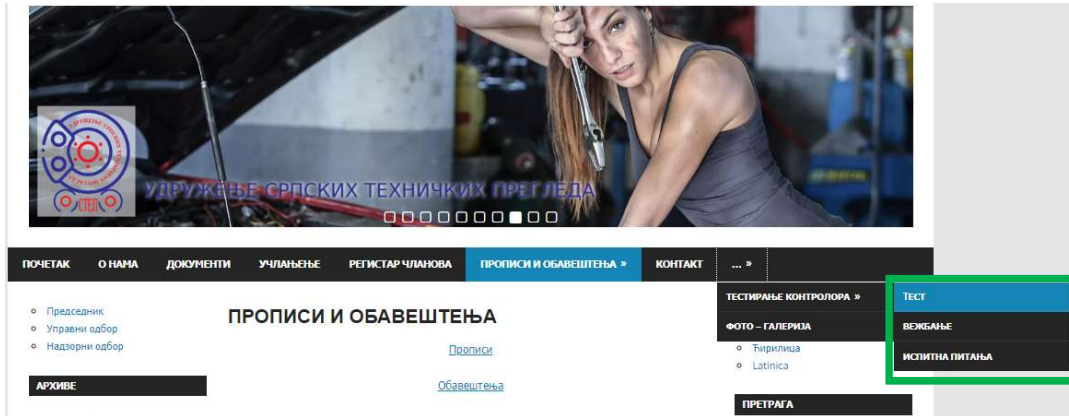 УДРУЖЕЊЕ СРПСКИХ ТЕХНИЧКИХ ПРЕГЛЕДА
СТЕП
ПОЧЕТАК О НАМА ДОКУМЕНТИ УЧЛАЊЕЊЕ РЕГИСТАР ЧЛАНОВА ПРОПИСИ И ОБАВЕШТЕЊА » КОНТАКТ ... »
ТЕСТИРАЊЕ КОНТРОЛОРА »
ФОТО – ГАЛЕРИЈА
ТЕСТ
ВЕЖБАЊЕ
ИСПИТНА ПИТАЊА
Председник
Управни одбор
Надзорни одбор
АРХИВЕ
ПРОПИСИ И ОБАВЕШТЕЊА
Прописи
Обавештења
Ћирилица
Latinica
ПРЕТРАГА